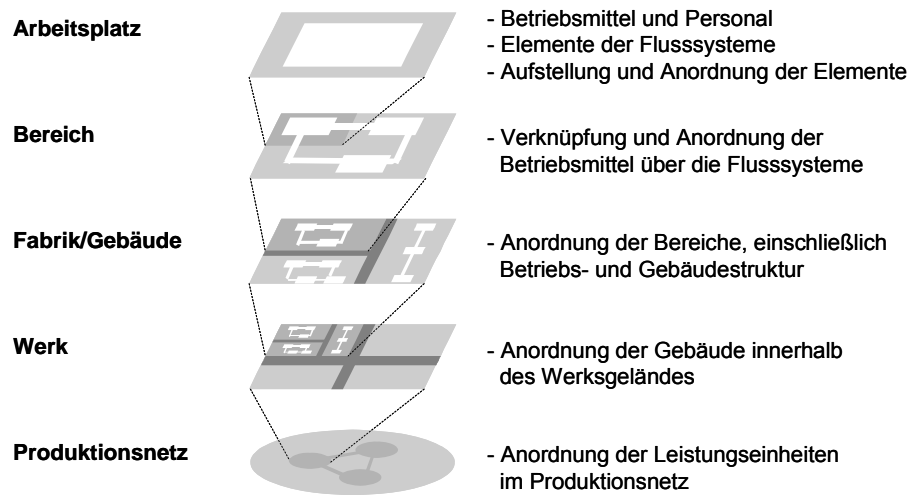 Arbeitsplatz
- Betriebsmittel und Personal
- Elemente der Flusssysteme
- Aufstellung und Anordnung der Elemente
Bereich
- Verknüpfung und Anordnung der
Betriebsmittel über die Flusssysteme
Fabrik/Gebäude
- Anordnung der Bereiche, einschließlich
Betriebs- und Gebäudestruktur
Werk
- Anordnung der Gebäude innerhalb
des Werksgeländes
Produktionsnetz
- Anordnung der Leistungseinheiten
im Produktionsnetz